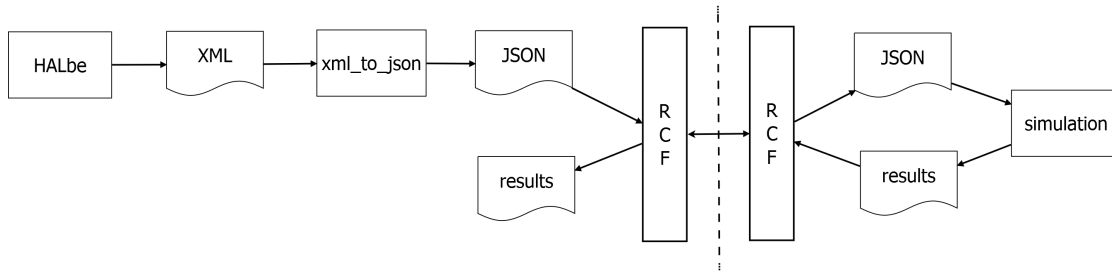 HALbe
XML
xml_to_json
JSON
results
R
C
F
R
C
F
JSON
results
simulation